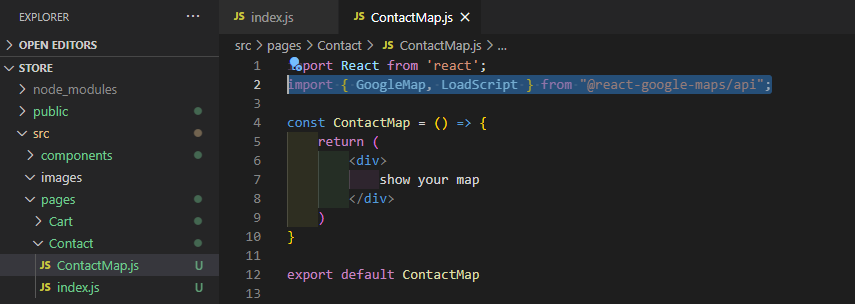 EXPLORER
···
OPEN EDITORS
STORE
node_modules
public
src
components
images
pages
Cart
Contact
JS ContactMap.js U
JS index.js U
JS index.js
JS ContactMap.js ×
src > pages > Contact > JS ContactMap.js > ...
1 port React from 'react';
2 import { GoogleMap, LoadScript } from "@react-google-maps/api";
3
4 const ContactMap = () => {
5 return (
6 <div>
7 show your map
8 </div>
9 )
10 }
11
12 export default ContactMap